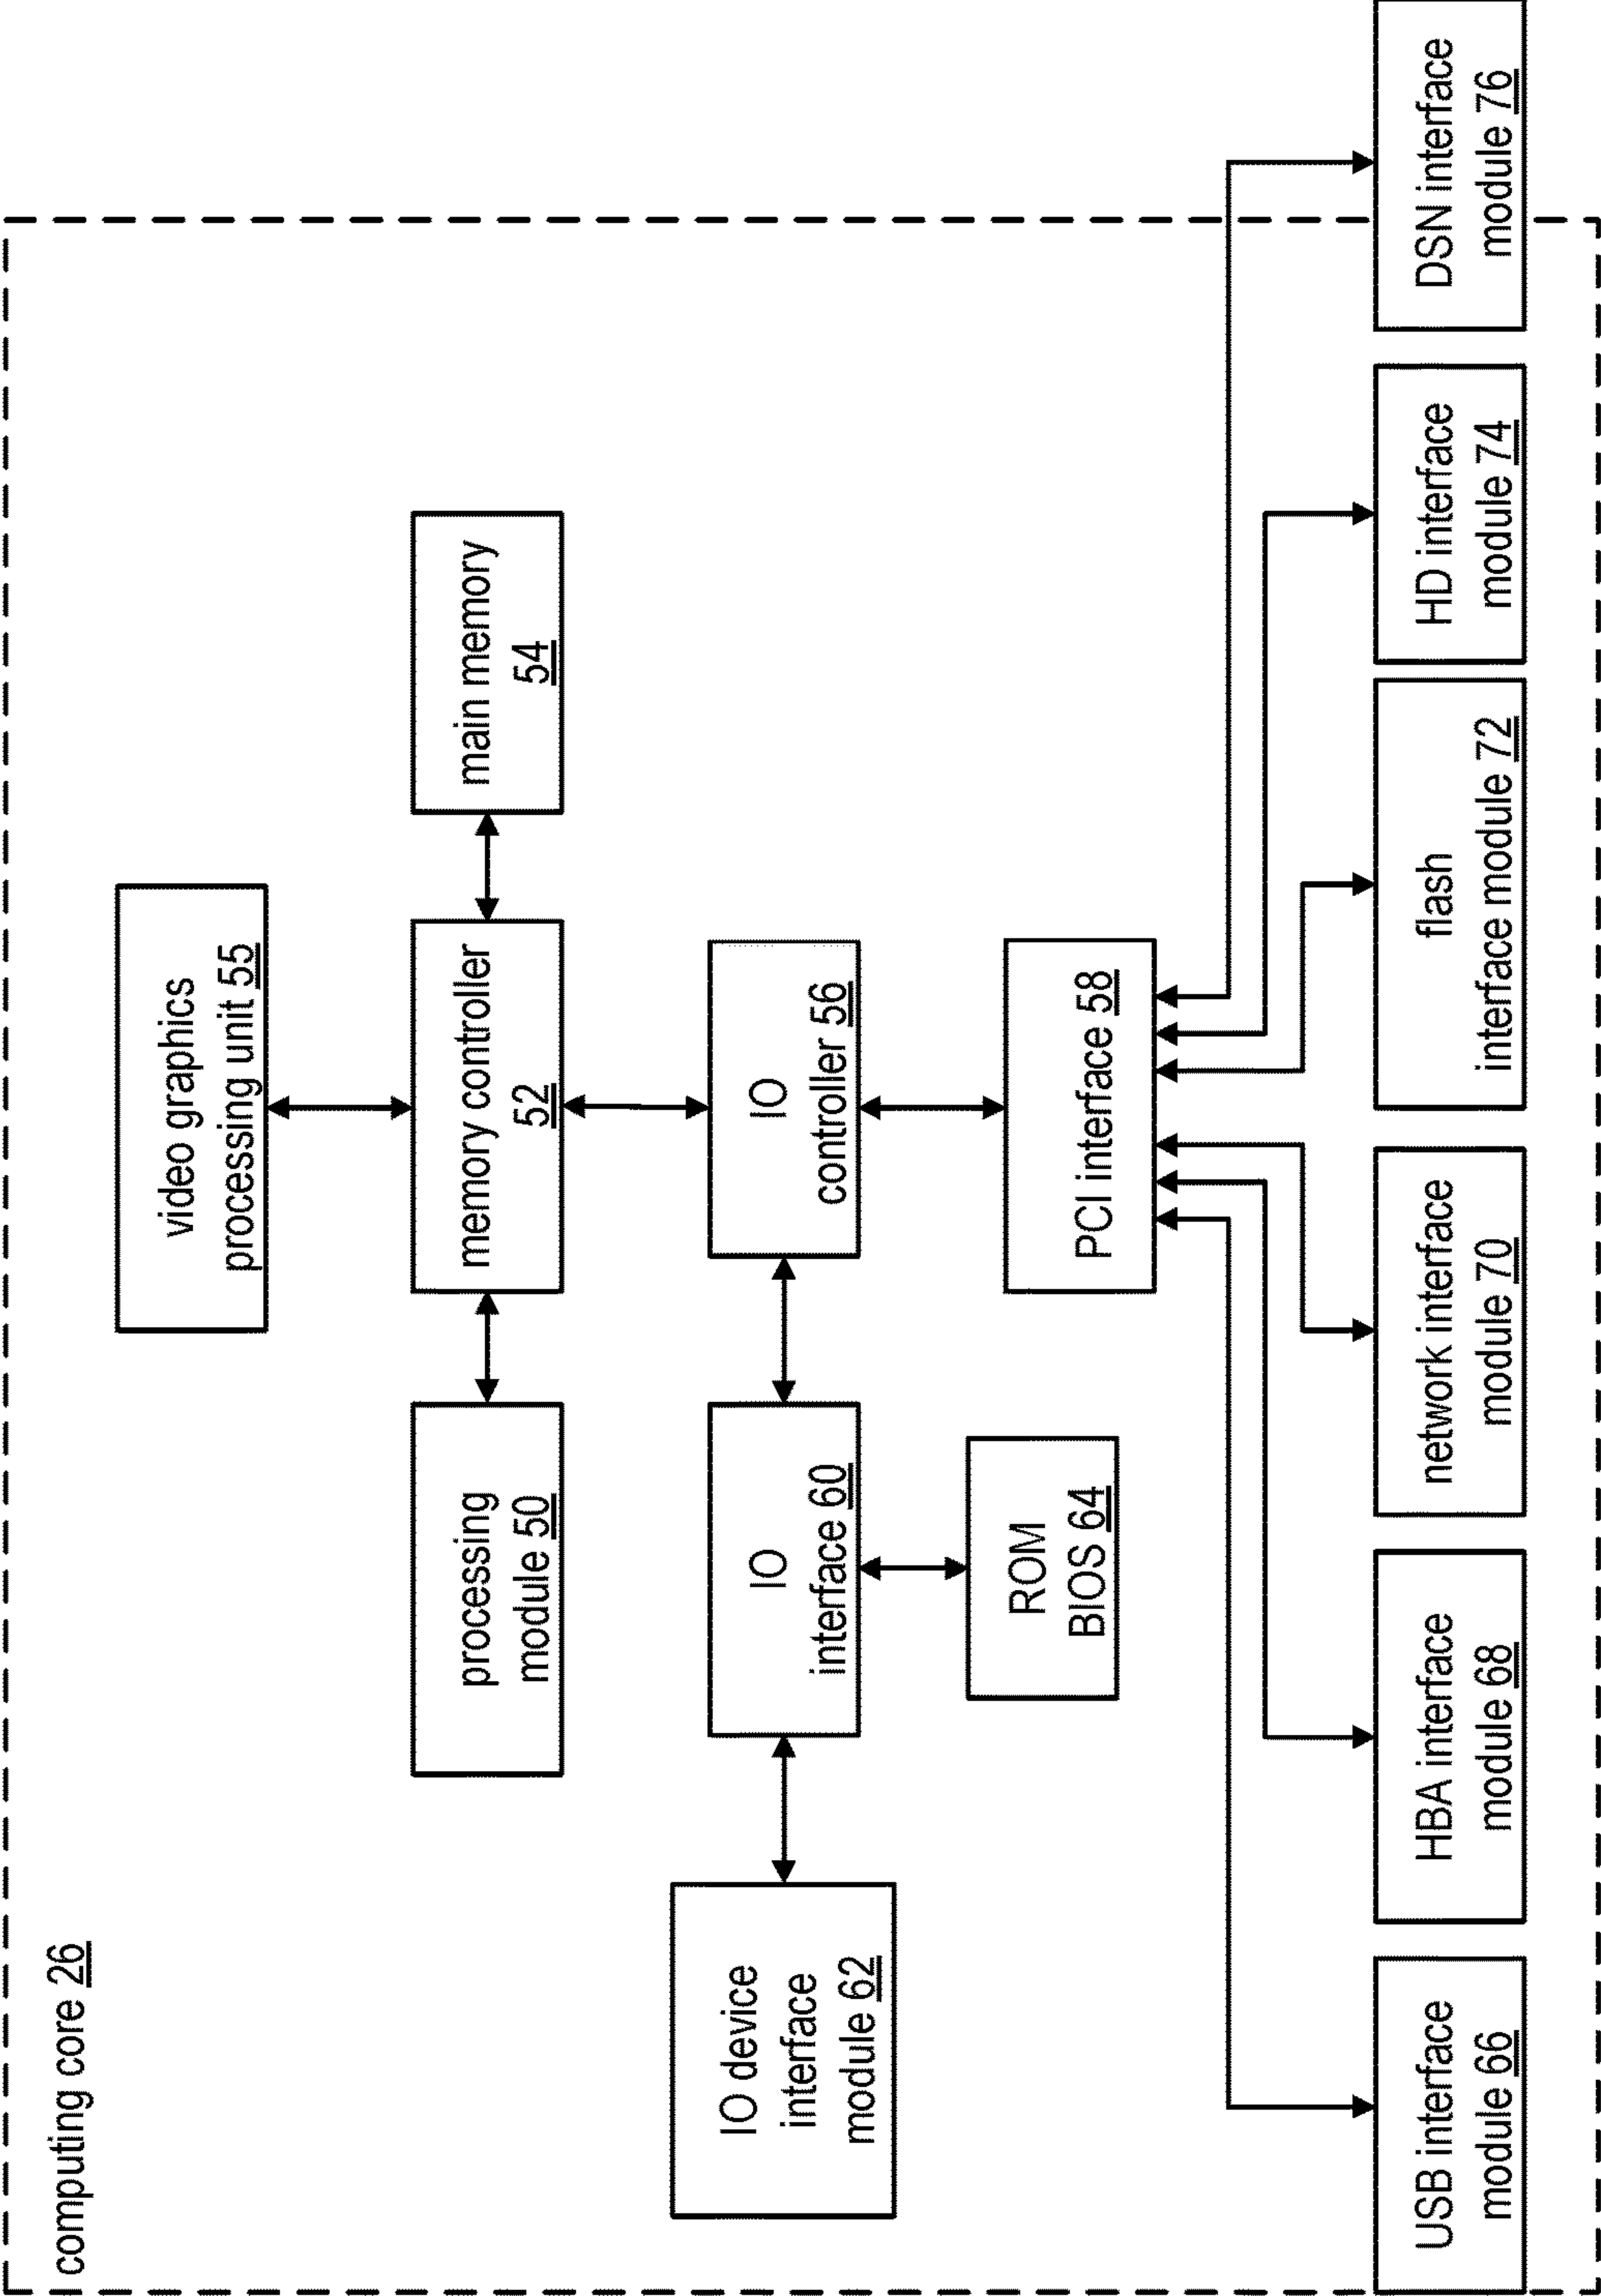 computing core 26
video graphics
processing unit 55
processing
module 50
memory controller
52
main memory
54
IO device
interface
module 62
IO
interface 60
IO
controller 56
ROM
BIOS 64
PCI interface 58
USB interface
module 66
HBA interface
module 68
network interface
module 70
flash
interface module 72
HD interface
module 74
DSN interface
module 76